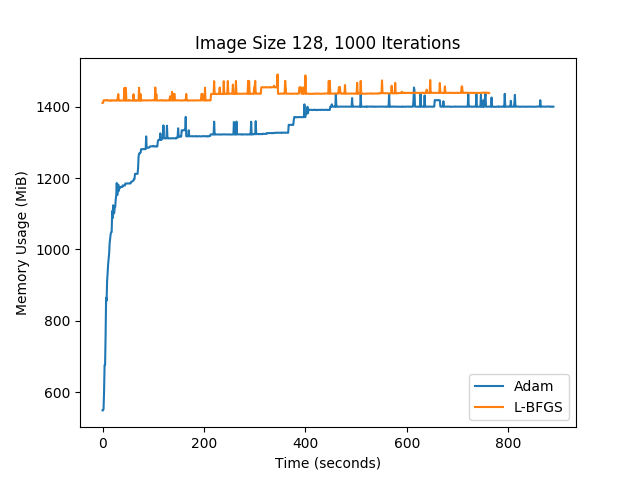 Image Size 128, 1000 Iterations
Memory Usage (MiB)
1400
1200
1000
800
600
0 200 400 600 800
Time (seconds)
Adam
L-BFGS